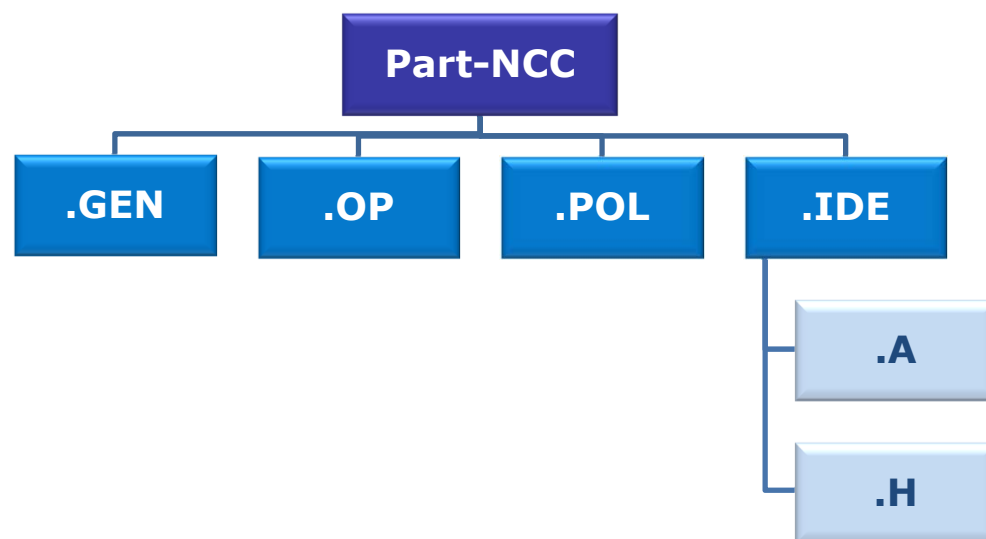 Part-NCC
.GEN
.OP
.POL
.IDE
.A
.H